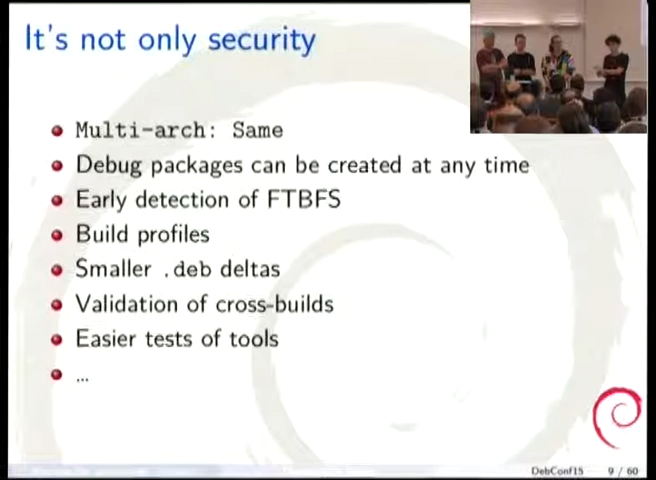 It's not only security
Multi-arch: Same
Debug packages can be created at any time
Early detection of FTBFS
Build profiles
Smaller .deb deltas
Validation of cross-builds
Easier tests of tools
...
DebConf15 9 / 60